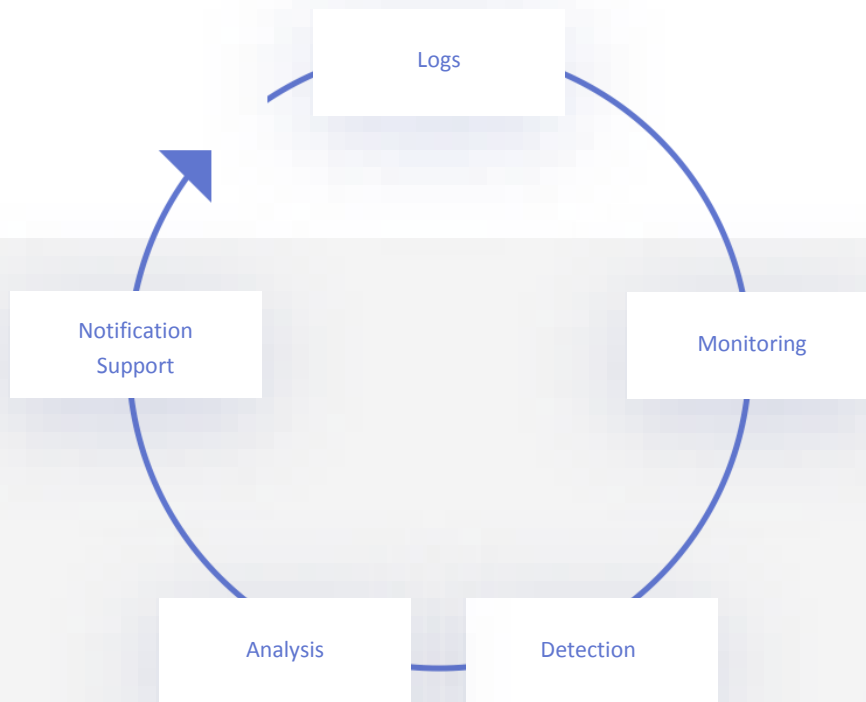 Logs
Monitoring
Detection
Analysis
Notification
Support